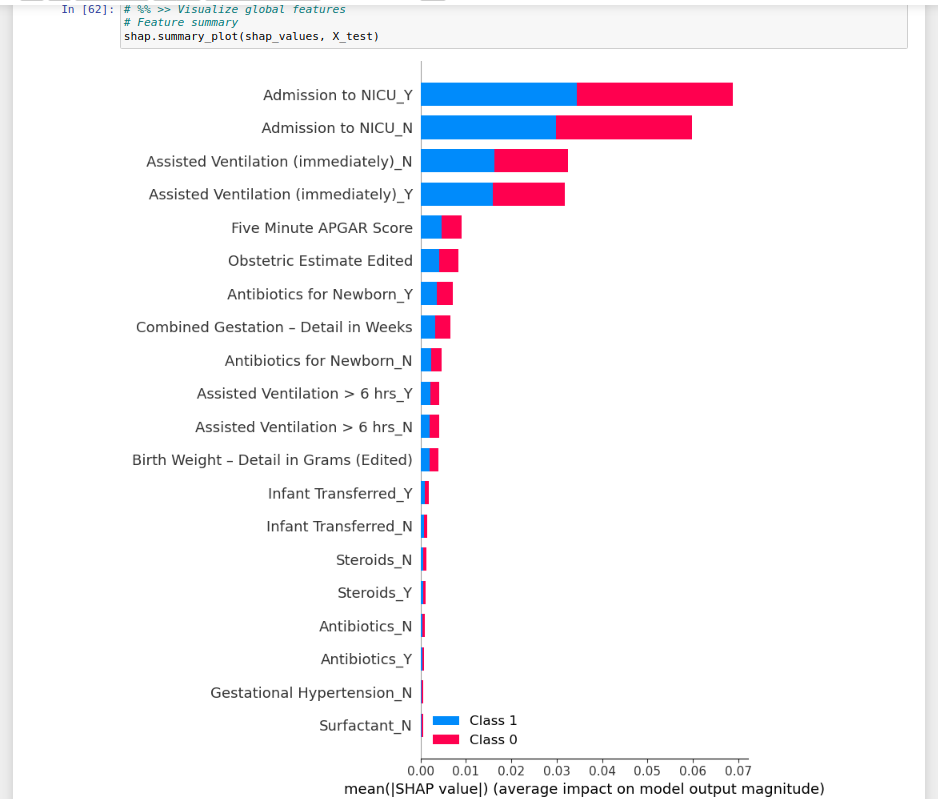 In [62]: # %% >> Visualize global features
# Feature summary
shap.summary_plot(shap_values, X_test)
Admission to NICU_Y
Admission to NICU_N
Assisted Ventilation (immediately)_N
Assisted Ventilation (immediately)_Y
Five Minute APGAR Score
Obstetric Estimate Edited
Antibiotics for Newborn_Y
Combined Gestation – Detail in Weeks
Antibiotics for Newborn_N
Assisted Ventilation > 6 hrs_Y
Assisted Ventilation > 6 hrs_N
Birth Weight – Detail in Grams (Edited)
Infant Transferred_Y
Infant Transferred_N
Steroids_N
Steroids_Y
Antibiotics_N
Antibiotics_Y
Gestational Hypertension_N
Surfactant_N
Class 1
Class 0
0.00 0.01 0.02 0.03 0.04 0.05 0.06 0.07
mean(|SHAP value|) (average impact on model output magnitude)